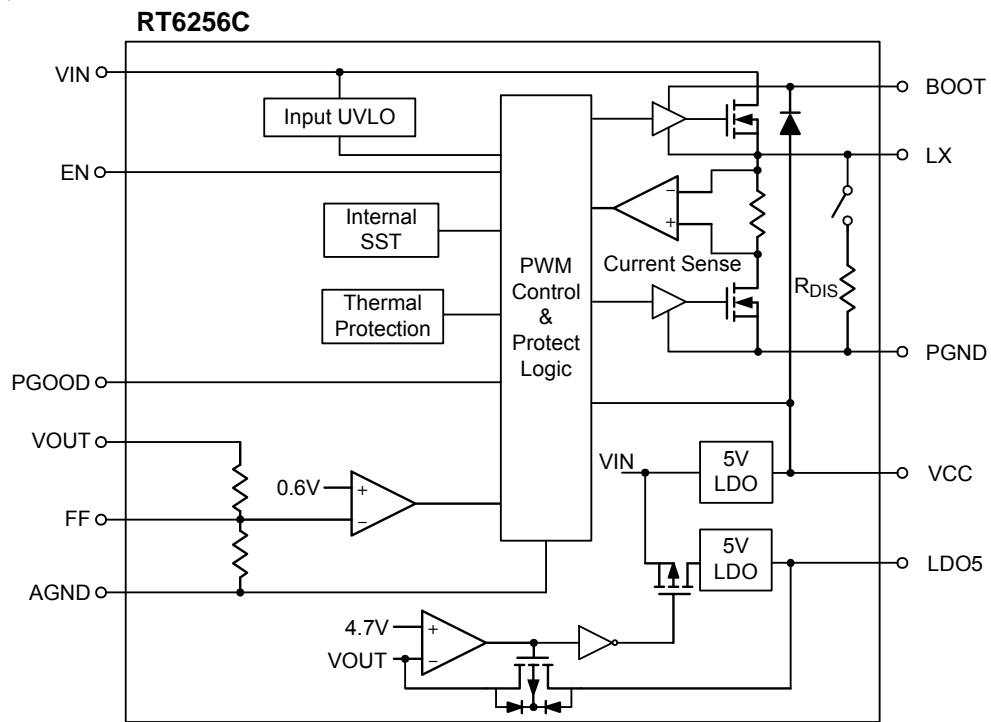 RT6256C
VIN
BOOT
Input UVLO
LX
EN
Internal
SST
Current Sense
PWM
Control
&
Protect
Logic
RDIS
Thermal
Protection
PGND
PGOOD
VOUT
VIN
5V
LDO
VCC
0.6V
FF
5V
LDO
LDO5
AGND
4.7V
VOUT
+
-
+
-
+
-